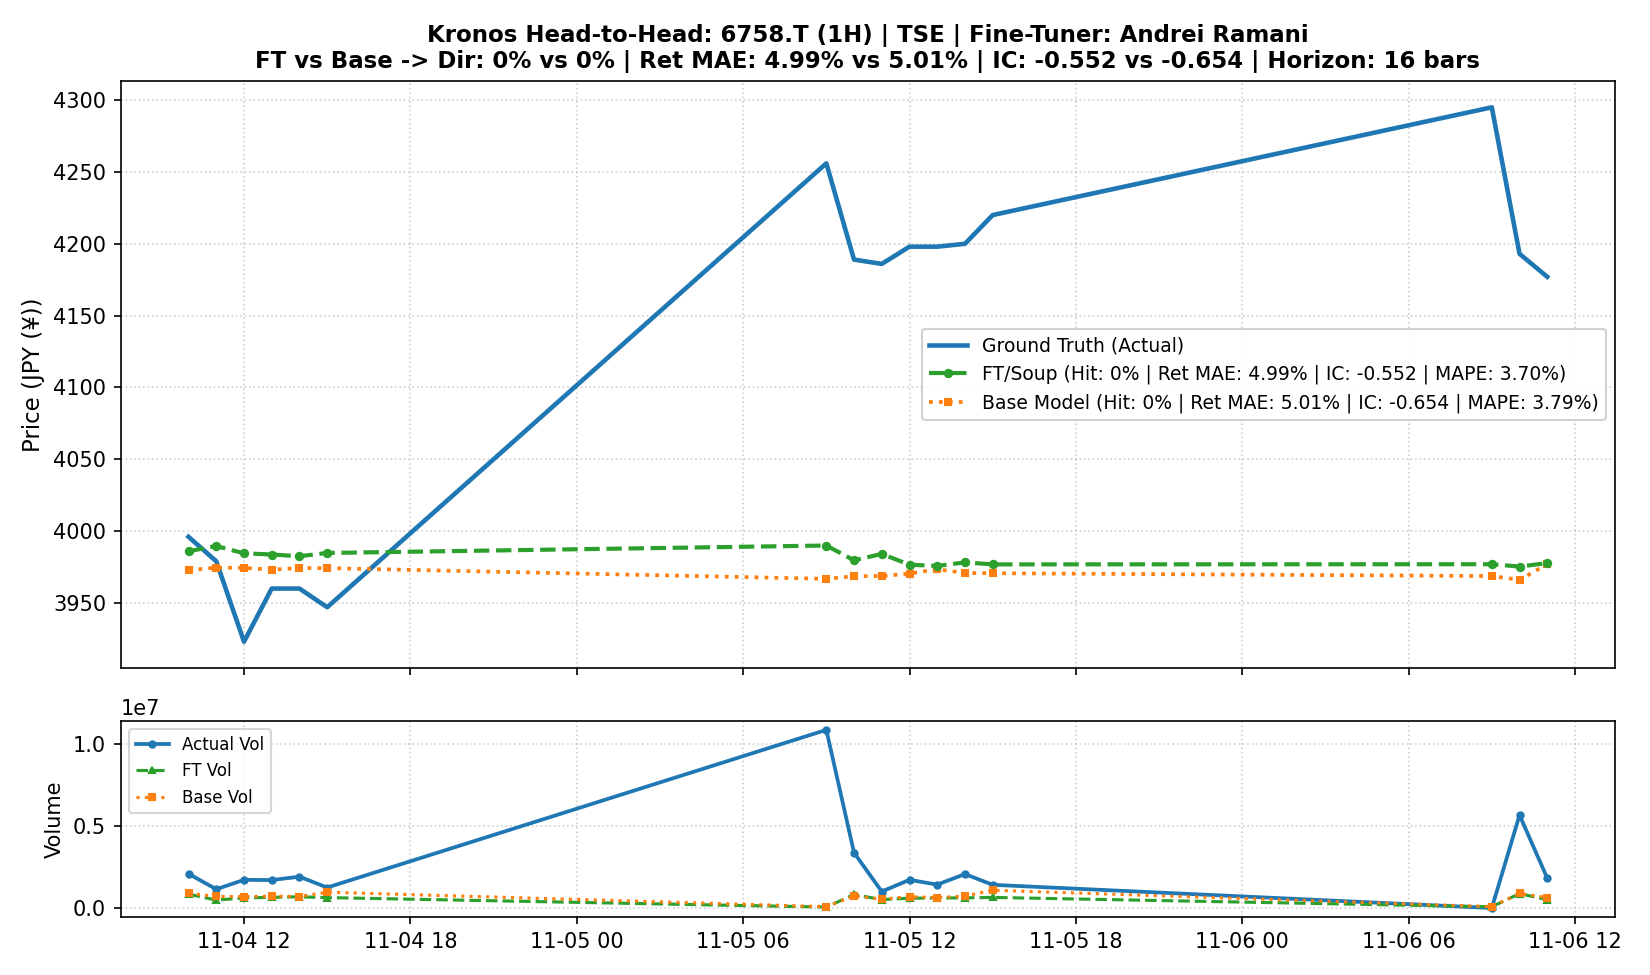 Kronos Head-to-Head: 6758.T (1H) | TSE | Fine-Tuner: Andrei Ramani
FT vs Base -> Dir: 0% vs 0% | Ret MAE: 4.99% vs 5.01% | IC: -0.552 vs -0.654 | Horizon: 16 bars
Price (JPY (¥))
4300
4250
4200
4150
4100
4050
4000
3950
Ground Truth (Actual)
FT/Soup (Hit: 0% | Ret MAE: 4.99% | IC: -0.552 | MAPE: 3.70%)
Base Model (Hit: 0% | Ret MAE: 5.01% | IC: -0.654 | MAPE: 3.79%)
1e7
Volume
1.0
0.5
0.0
Actual Vol
FT Vol
Base Vol
11-04 12
11-04 18
11-05 00
11-05 06
11-05 12
11-05 18
11-06 00
11-06 06
11-06 12